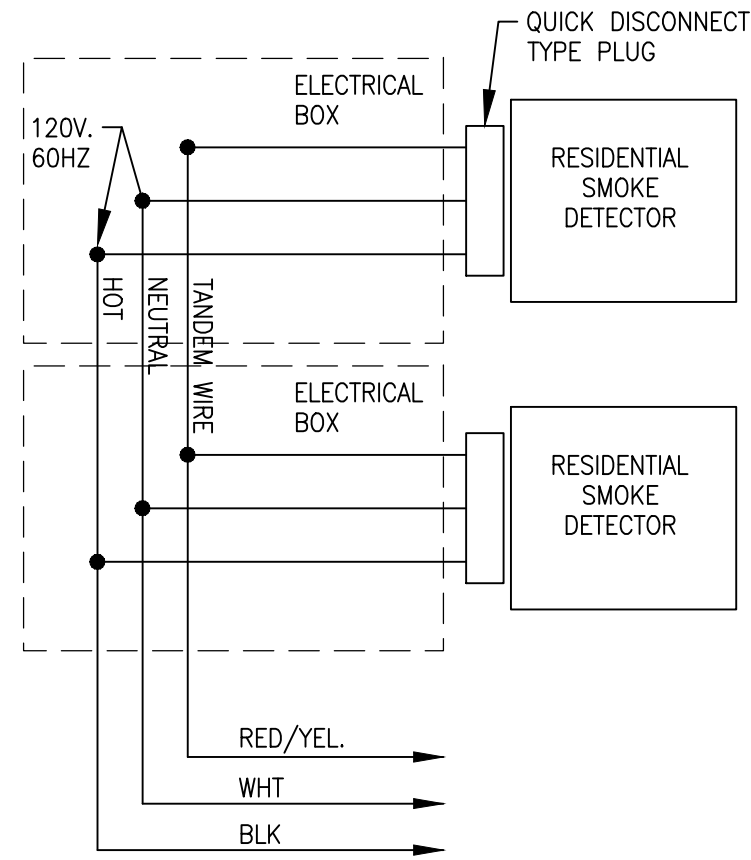 QUICK DISCONNECT
TYPE PLUG
ELECTRICAL
BOX
120V.
60HZ
RESIDENTIAL
SMOKE
DETECTOR
HOT
NEUTRAL
TANDEM WIRE
ELECTRICAL
BOX
RESIDENTIAL
SMOKE
DETECTOR
RED/YEL.
WHT
BLK